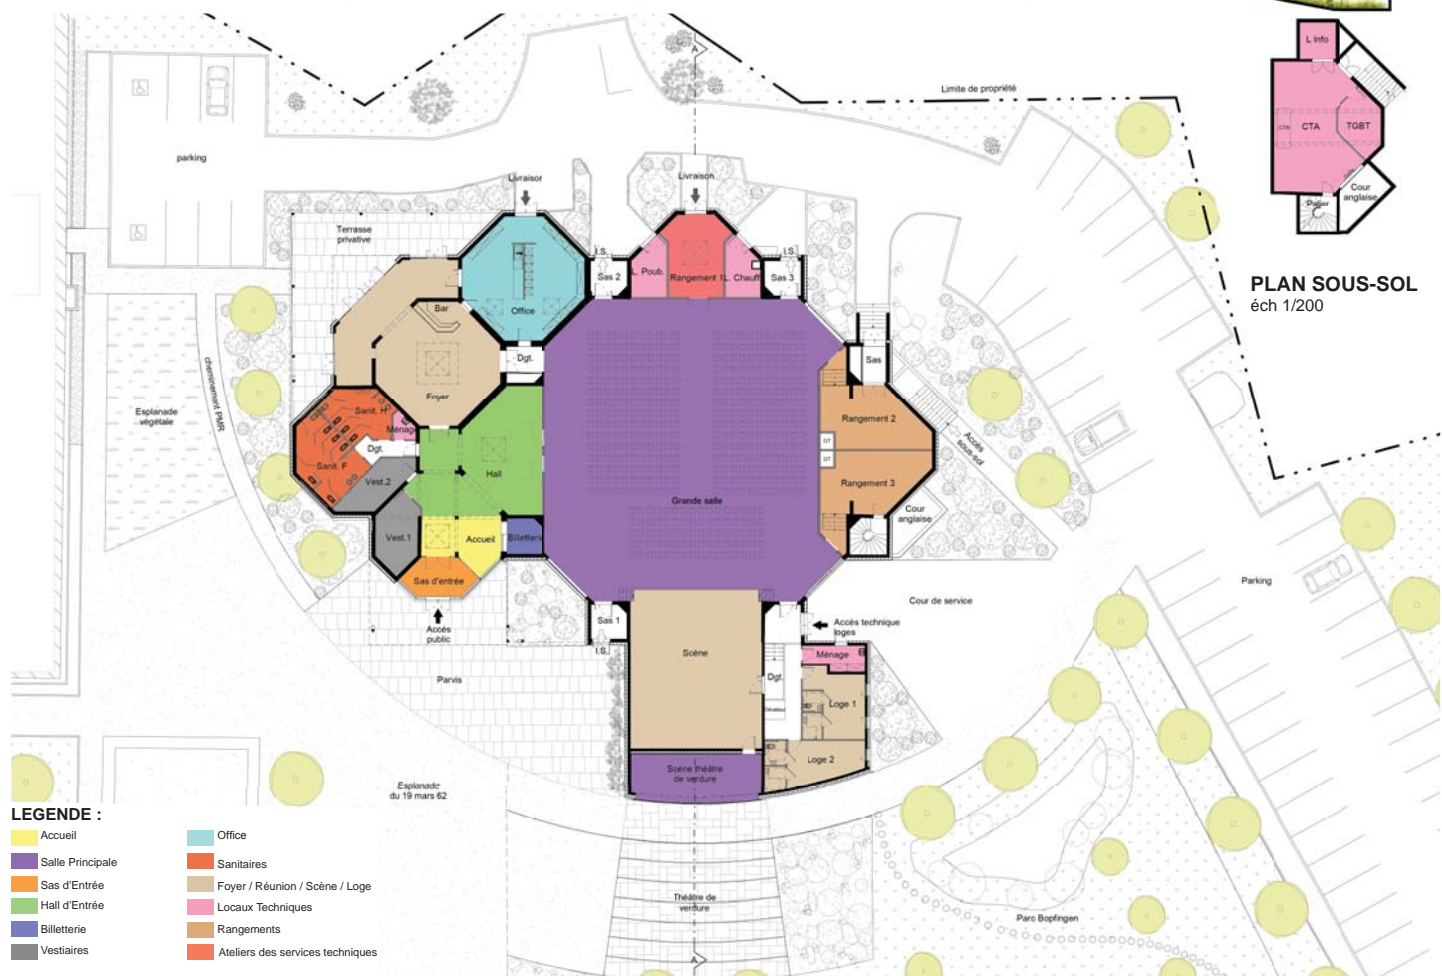 A
L Info
CTA
CTA
TGBT
Cour
anglaise
Palier
PLAN SOUS-SOL
éch 1/200
Limite de propriété
parking
Livraison
Livraison
Terrasse
privative
I.S.
I.S.
Sas 2
L. Poub.
Rangement 1
L. Chauff
Sas 3
Bar
Office
Dgt.
Sas
Foyer
cheminement PMR
Esplanade
végétale
Sanit. H
Ménage
Dgt.
Sanit. F
Vest.2
Hall
Rangement 2
GT
GT
Rangement 3
Accès
sous-sol
Grande salle
Cour
anglaise
Vest.1
Accueil
Billetterie
Sas d'entrée
Accès
public
Parking
Cour de service
Sas 1
I.S.
Accès technique
loges
Scène
Ménage
Parvis
Dgt.
Loge 1
Loge 2
Scène théâtre
de verdure
Esplanade
du 19 mars 62
Théâtre de
verdure
Parc Bopfingen
A
LEGENDE :
Accueil
Salle Principale
Sas d'Entrée
Hall d'Entrée
Billetterie
Vestiaires
Office
Sanitaires
Foyer / Réunion / Scène / Loge
Locaux Techniques
Rangements
Ateliers des services techniques